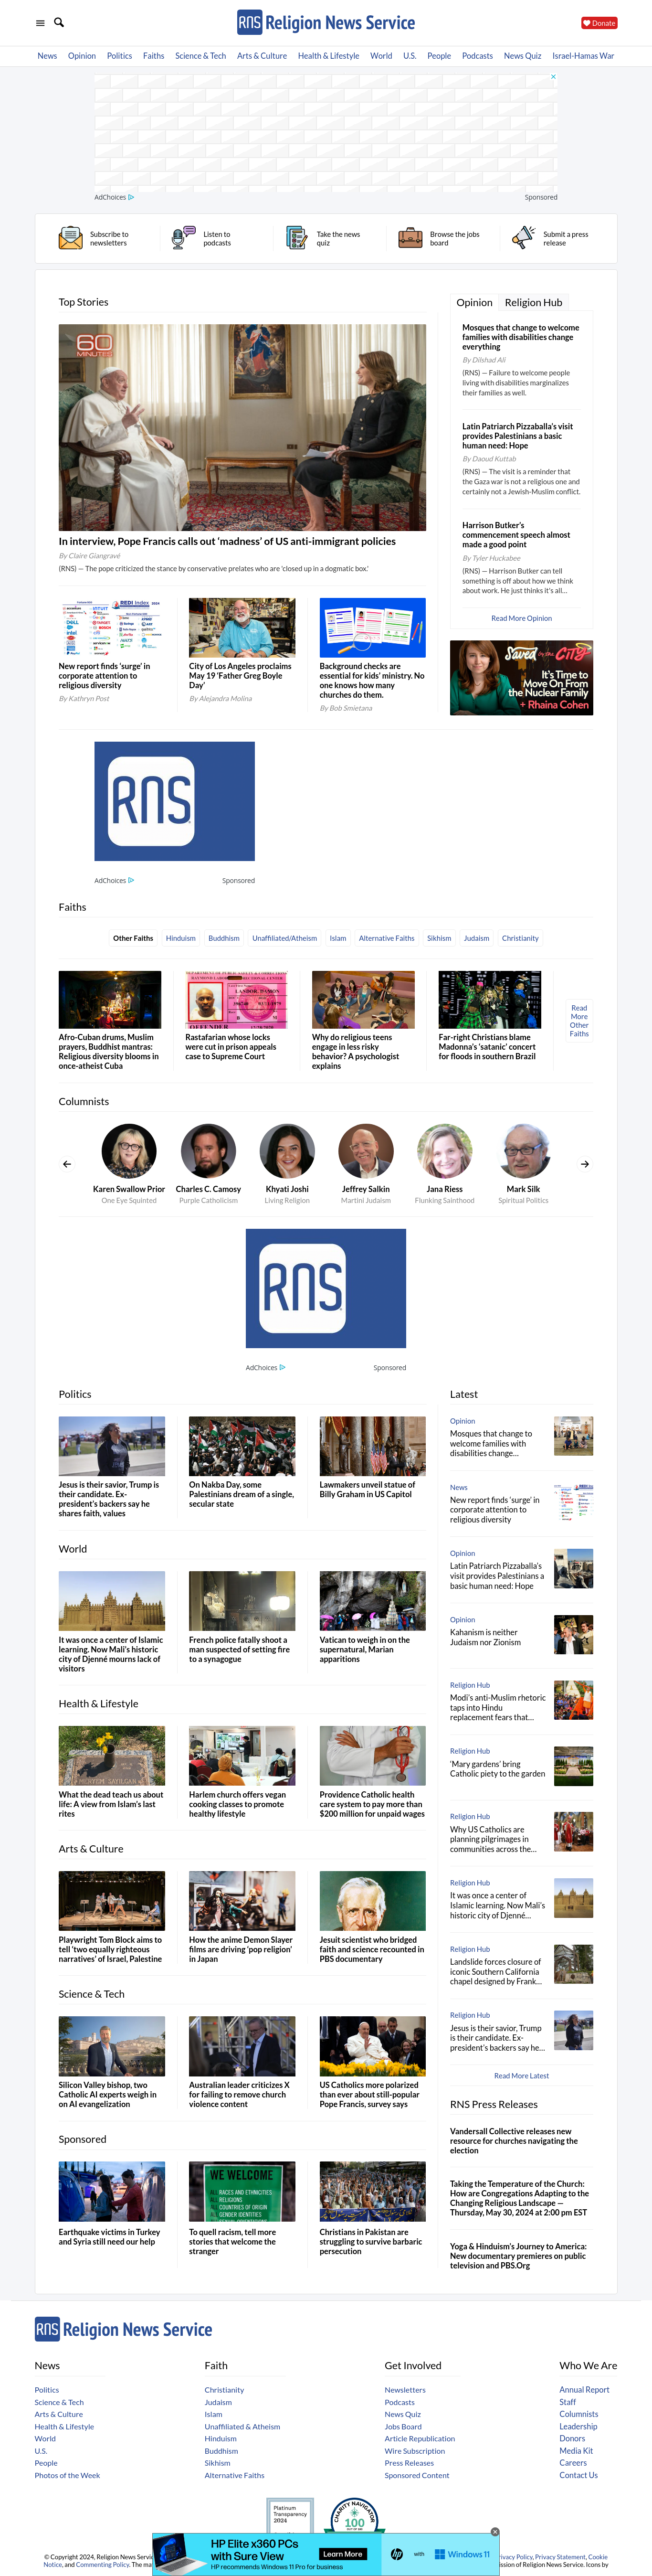 RNS Religion News Service
Donate
News Opinion Politics Faiths Science & Tech Arts & Culture Health & Lifestyle World U.S. People Podcasts News Quiz Israel-Hamas War
AdChoices
Sponsored
Subscribe to
newsletters
Listen to
podcasts
Take the news
quiz
Browse the jobs
board
Submit a press
release
Top Stories
60
MINUTES
In interview, Pope Francis calls out ‘madness’ of US anti-immigrant policies
By Claire Giangravé
(RNS) — The pope criticized the stance by conservative prelates who are ‘closed up in a dogmatic box.’
New report finds ‘surge’ in
corporate attention to
religious diversity
By Kathryn Post
City of Los Angeles proclaims
May 19 ‘Father Greg Boyle
Day’
By Alejandra Molina
Background checks are
essential for kids’ ministry. No
one knows how many
churches do them.
By Bob Smietana
Opinion
Religion Hub
Mosques that change to welcome
families with disabilities change
everything
By Dilshad Ali
(RNS) — Failure to welcome people
living with disabilities marginalizes
their families as well.
Latin Patriarch Pizzaballa’s visit
provides Palestinians a basic
human need: Hope
By Daoud Kuttab
(RNS) — The visit is a reminder that
the Gaza war is not a religious one and
certainly not a Jewish-Muslim conflict.
Harrison Butker’s
commencement speech almost
made a good point
By Tyler Huckabee
(RNS) — Harrison Butker can tell
something is off about how we think
about work. He just thinks it's all...
Read More Opinion
Saved by the CITY
It's Time to
Move On From
the Nuclear Family
+ Rhaina Cohen
RNS
AdChoices
Sponsored
Faiths
Other Faiths Hinduism Buddhism Unaffiliated/Atheism Islam Alternative Faiths Sikhism Judaism Christianity
Afro-Cuban drums, Muslim
prayers, Buddhist mantras:
Religious diversity blooms in
once-atheist Cuba
Rastafarian whose locks
were cut in prison appeals
case to Supreme Court
Why do religious teens
engage in less risky
behavior? A psychologist
explains
Far-right Christians blame
Madonna’s ‘satanic’ concert
for floods in southern Brazil
Read
More
Other
Faiths
Columnists
Karen Swallow Prior
One Eye Squinted
Charles C. Camosy
Purple Catholicism
Khyati Joshi
Living Religion
Jeffrey Salkin
Martini Judaism
Jana Riess
Flunking Sainthood
Mark Silk
Spiritual Politics
RNS
AdChoices
Sponsored
Politics
Jesus is their savior, Trump is
their candidate. Ex-
president’s backers say he
shares faith, values
On Nakba Day, some
Palestinians dream of a single,
secular state
Lawmakers unveil statue of
Billy Graham in US Capitol
World
It was once a center of Islamic
learning. Now Mali’s historic
city of Djenné mourns lack of
visitors
French police fatally shoot a
man suspected of setting fire
to a synagogue
Vatican to weigh in on the
supernatural, Marian
apparitions
Health & Lifestyle
What the dead teach us about
life: A view from Islam’s last
rites
Harlem church offers vegan
cooking classes to promote
healthy lifestyle
Providence Catholic health
care system to pay more than
$200 million for unpaid wages
Arts & Culture
Playwright Tom Block aims to
tell ‘two equally righteous
narratives’ of Israel, Palestine
How the anime Demon Slayer
films are driving ‘pop religion’
in Japan
Jesuit scientist who bridged
faith and science recounted in
PBS documentary
Science & Tech
Silicon Valley bishop, two
Catholic AI experts weigh in
on AI evangelization
Australian leader criticizes X
for failing to remove church
violence content
US Catholics more polarized
than ever about still-popular
Pope Francis, survey says
Sponsored
WE WELCOME
Earthquake victims in Turkey
and Syria still need our help
To quell racism, tell more
stories that welcome the
stranger
Christians in Pakistan are
struggling to survive barbaric
persecution
Latest
Opinion
Mosques that change to
welcome families with
disabilities change...
News
New report finds ‘surge’ in
corporate attention to
religious diversity
Opinion
Latin Patriarch Pizzaballa’s
visit provides Palestinians a
basic human need: Hope
Opinion
Kahanism is neither
Judaism nor Zionism
Religion Hub
Modi’s anti-Muslim rhetoric
taps into Hindu
replacement fears that...
Religion Hub
‘Mary gardens’ bring
Catholic piety to the garden
Religion Hub
Why US Catholics are
planning pilgrimages in
communities across the...
Religion Hub
It was once a center of
Islamic learning. Now Mali’s
historic city of Djenné...
Religion Hub
Landslide forces closure of
iconic Southern California
chapel designed by Frank...
Religion Hub
Jesus is their savior, Trump
is their candidate. Ex-
president’s backers say he...
Read More Latest
RNS Press Releases
Vandersall Collective releases new
resource for churches navigating the
election
Taking the Temperature of the Church:
How are Congregations Adapting to the
Changing Religious Landscape —
Thursday, May 30, 2024 at 2:00 pm EST
Yoga & Hinduism’s Journey to America:
New documentary premieres on public
television and PBS.Org
RNS Religion News Service
News
Politics
Science & Tech
Arts & Culture
Health & Lifestyle
World
U.S.
People
Photos of the Week
Faith
Christianity
Judaism
Islam
Unaffiliated & Atheism
Hinduism
Buddhism
Sikhism
Alternative Faiths
Get Involved
Newsletters
Podcasts
News Quiz
Jobs Board
Article Republication
Wire Subscription
Press Releases
Sponsored Content
Who We Are
Annual Report
Staff
Columnists
Leadership
Donors
Media Kit
Careers
Contact Us
Platinum
Transparency
2024
CHARITY NAVIGATOR
100
HP Elite x360 PCs
with Sure View
HP recommends Windows 11 Pro for business
Learn More
hp with Windows 11
© Copyright 2024, Religion News Servic
Privacy Policy, Privacy Statement, Cookie
Notice, and Commenting Policy. The ma
ssion of Religion News Service. Icons by